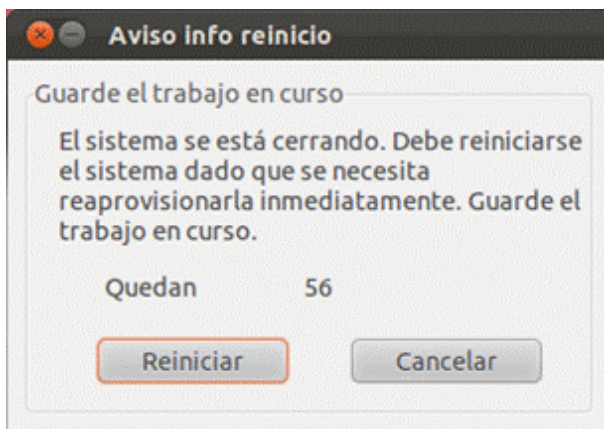 Aviso info reinicio
Guarde el trabajo en curso
El sistema se está cerrando. Debe reiniciarse
el sistema dado que se necesita
reaprovisionarla inmediatamente. Guarde el
trabajo en curso.
Quedan 56
Reiniciar Cancelar